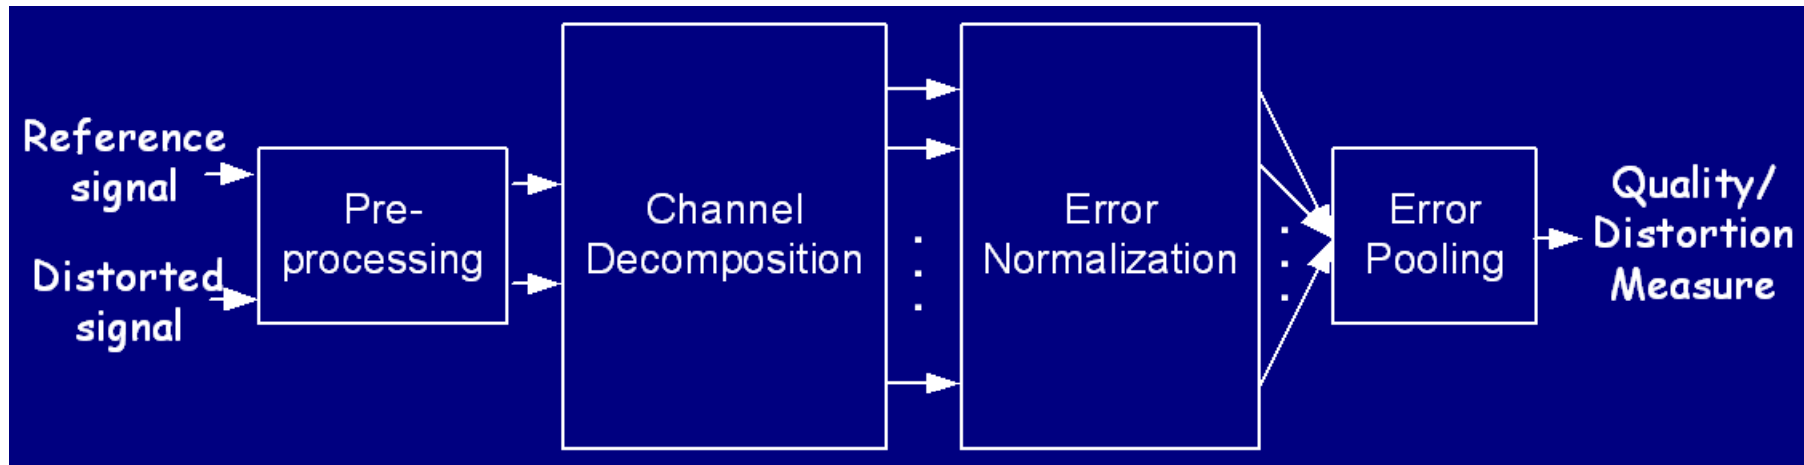 Reference
signal
Distorted
signal
Pre-
processing
Channel
Decomposition
Error
Normalization
Error
Pooling
Quality/
Distortion
Measure